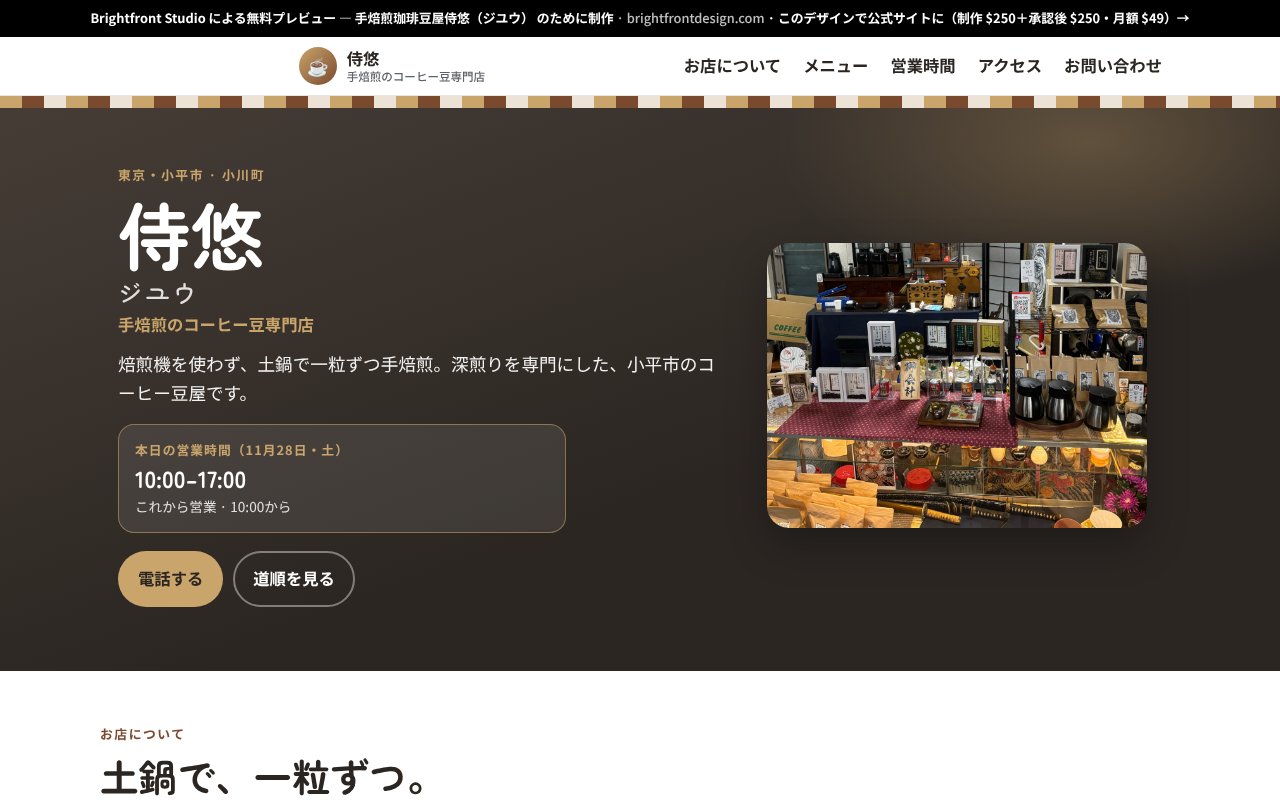 Brightfront Studio による無料プレビュー — 手焙煎珈琲豆屋侍悠（ジユウ） のために制作 · brightfrontdesign.com · このデザインで公式サイトに（制作 $250＋承認後 $250・月額 $49）→
侍悠
手焙煎のコーヒー豆専門店
お店について メニュー 営業時間 アクセス お問い合わせ
東京・小平市 · 小川町
侍悠
ジユウ
手焙煎のコーヒー豆専門店
焙煎機を使わず、土鍋で一粒ずつ手焙煎。深煎りを専門にした、小平市のコ
ーヒー豆屋です。
本日の営業時間（11月28日・土）
10:00–17:00
これから営業 · 10:00から
電話する 道順を見る
COFFEE
会計
お店について
土鍋で、一粒ずつ。